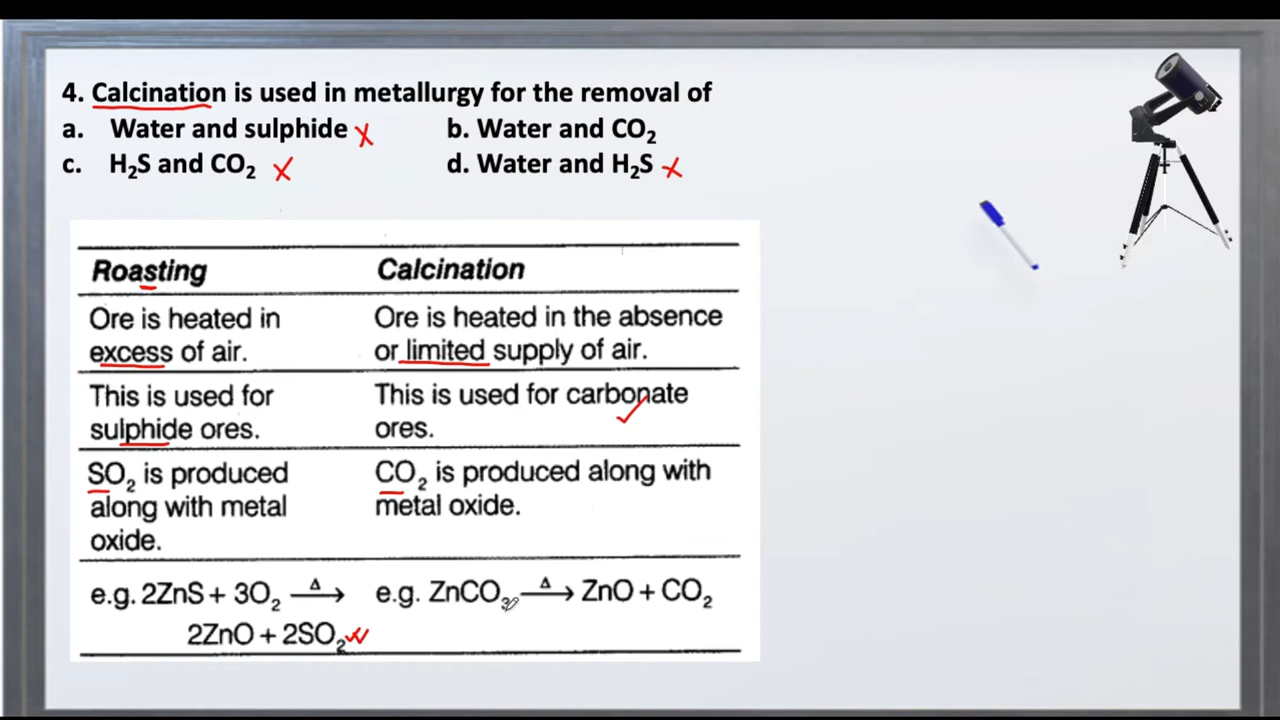 4. Calcination is used in metallurgy for the removal of
a. Water and sulphide X b. Water and CO₂
c. H₂S and CO₂ X d. Water and H₂S X
Roasting Calcination
Ore is heated in Ore is heated in the absence
excess of air. or limited supply of air.
This is used for This is used for carbonate
sulphide ores. ores.
SO₂ is produced CO₂ is produced along with
along with metal metal oxide.
oxide.
e.g. 2ZnS + 3O₂ —Δ→ e.g. ZnCO₃ —Δ→ ZnO + CO₂
2ZnO + 2SO₂